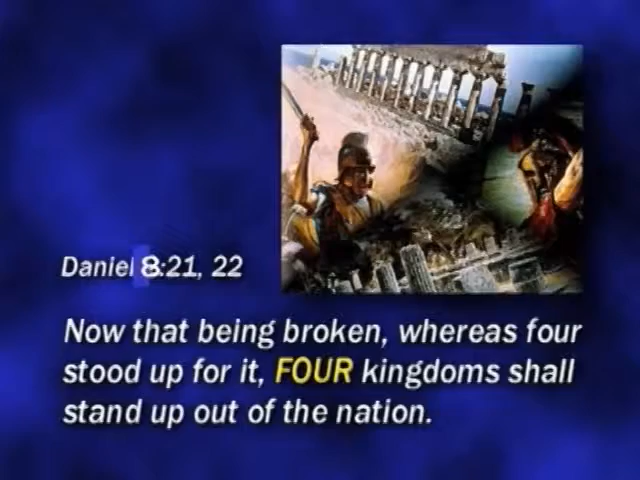 Daniel 8:21, 22
Now that being broken, whereas four
stood up for it, FOUR kingdoms shall
stand up out of the nation.